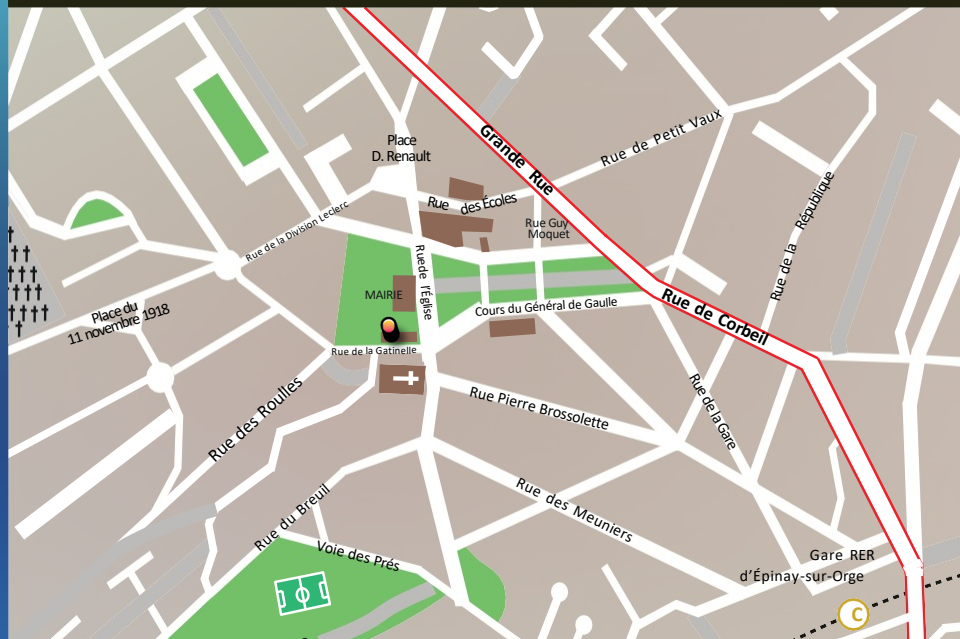 Place
D. Renault
Grande Rue
Rue de Petit Vaux
Rue des Écoles
Rue de la Division Leclerc
Rue Guy
Moquet
Rue de la République
Ruede l'Église
MAIRIE
Cours du Général de Gaulle
Rue de Corbeil
Place du
11 novembre 1918
Rue de la Gatinelle
Rue des Roulles
Rue Pierre Brossolette
Rue de la Gare
Rue du Breuil
Rue des Meuniers
Voie des Prés
Gare RER
d'Épinay-sur-Orge
C